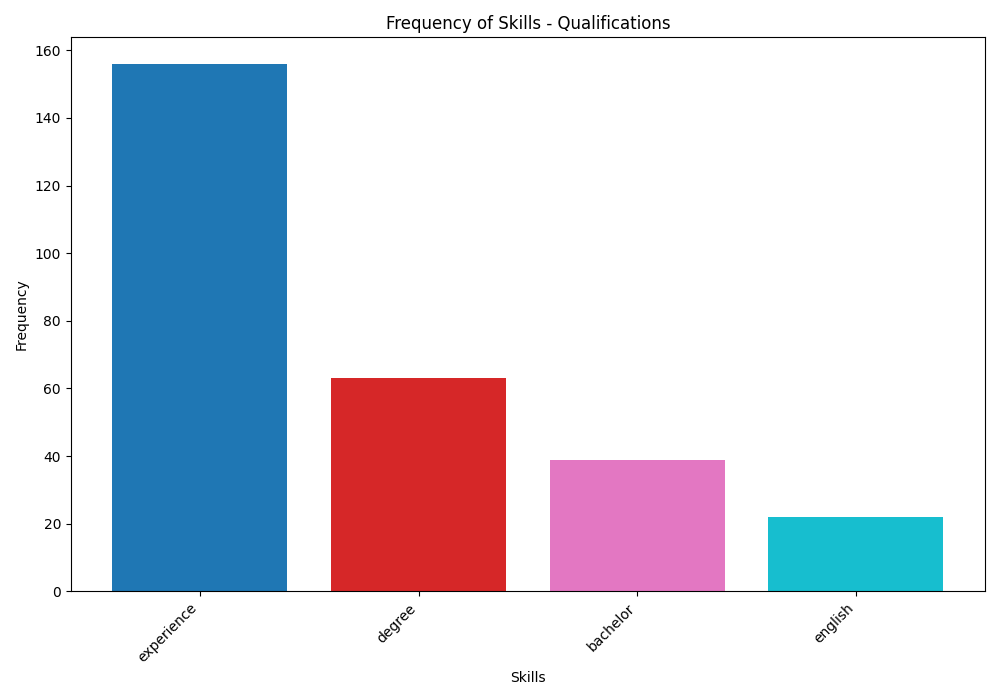 Frequency of Skills - Qualifications
160
140
120
100
80
60
40
20
0
Frequency
experience
degree
bachelor
english
Skills